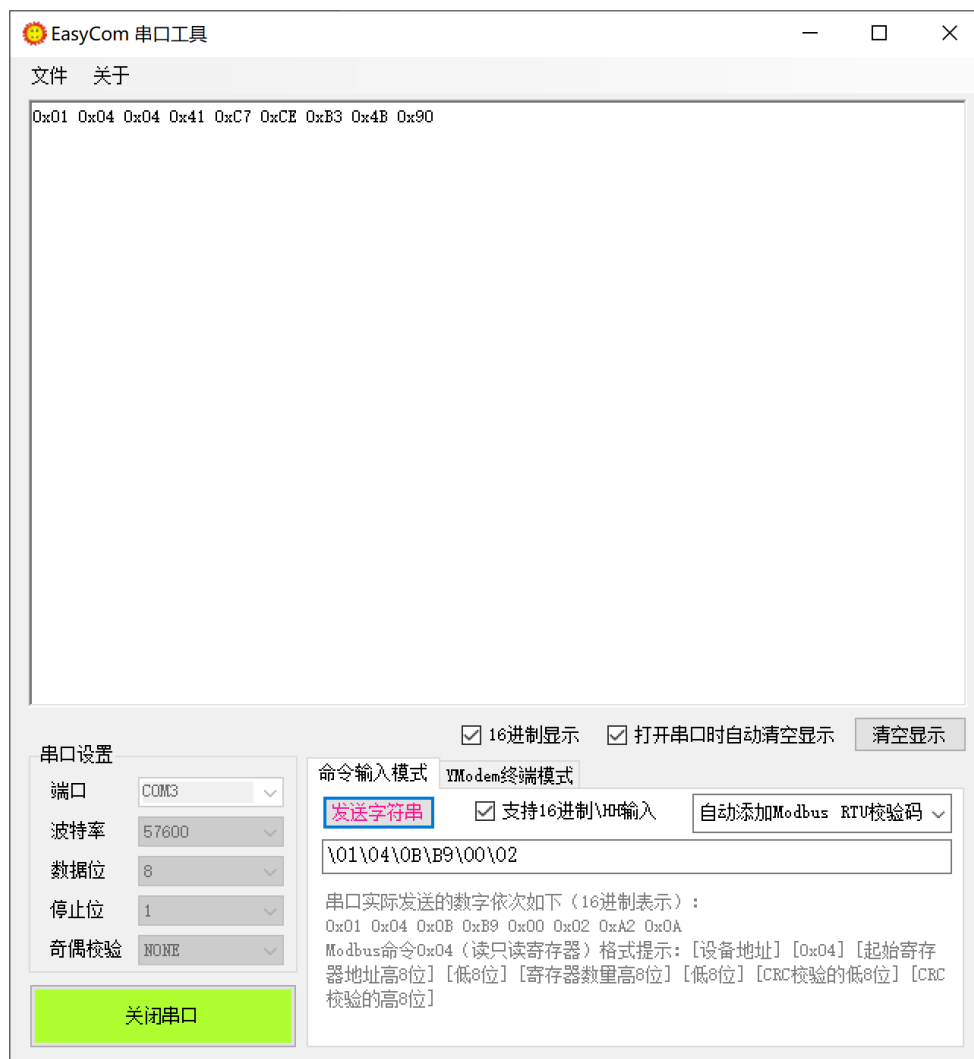 EasyCom 串口工具
文件 关于
0x01 0x04 0x04 0x41 0xC7 0xCE 0xB3 0x4B 0x90
16进制显示 打开串口时自动清空显示 清空显示
串口设置
端口 COM3
波特率 57600
数据位 8
停止位 1
奇偶校验 NONE
关闭串口
命令输入模式 YModem终端模式
发送字符串 支持16进制\HH输入 自动添加Modbus RTU校验码
\01\04\0B\B9\00\02
串口实际发送的数字依次如下（16进制表示）:
0x01 0x04 0x0B 0xB9 0x00 0x02 0xA2 0x0A
Modbus命令0x04（读只读寄存器）格式提示: [设备地址] [0x04] [起始寄存
器地址高8位] [低8位] [寄存器数量高8位] [低8位] [CRC校验的低8位] [CRC
校验的高8位]